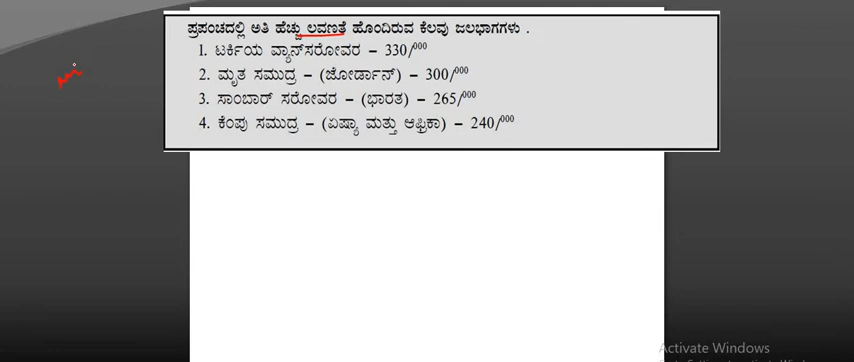 ಪ್ರಪಂಚದಲ್ಲಿ ಅತಿ ಹೆಚ್ಚು ಲವಣತೆ ಹೊಂದಿರುವ ಕೆಲವು ಜಲಭಾಗಗಳು .
1. ಟರ್ಕಿಯ ವ್ಯಾನ್‌ಸರೋವರ – 330/000
2. ಮೃತ ಸಮುದ್ರ – (ಜೋರ್ಡಾನ್) – 300/000
3. ಸಾಂಬಾರ್ ಸರೋವರ – (ಭಾರತ) – 265/000
4. ಕೆಂಪು ಸಮುದ್ರ – (ಏಷ್ಯಾ ಮತ್ತು ಆಫ್ರಿಕಾ) – 240/000
Activate Windows